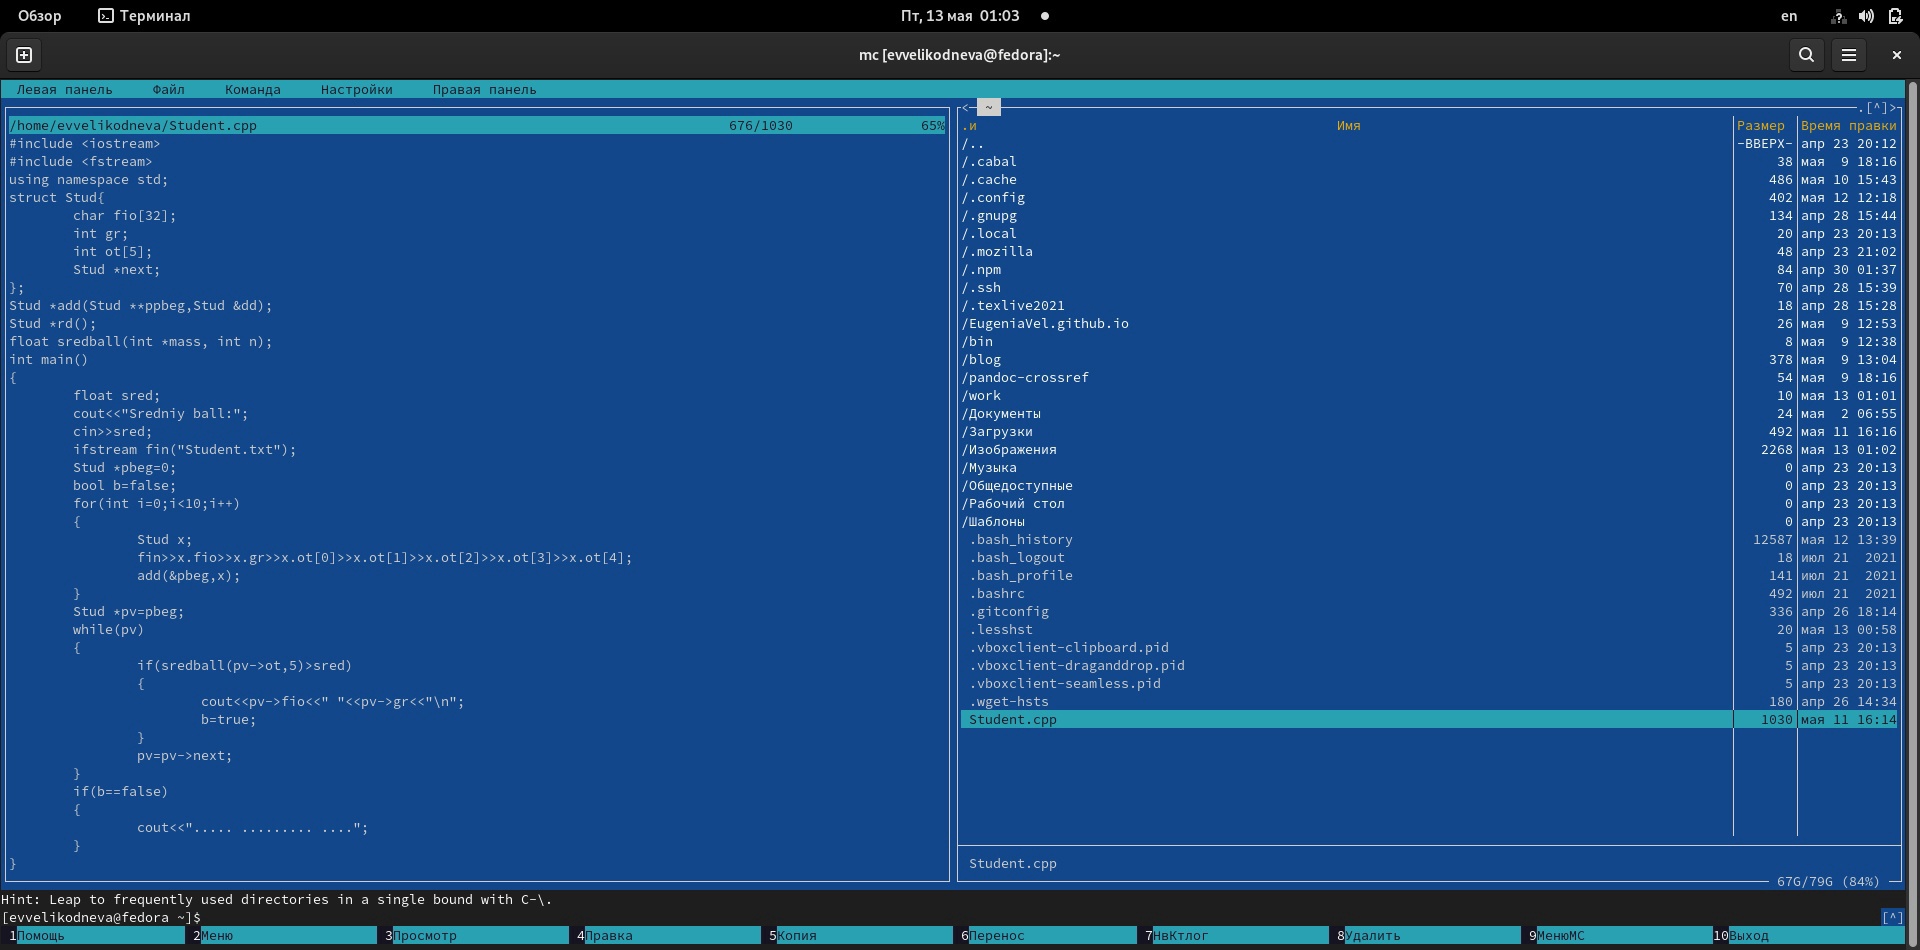 Обзор Терминал Пт, 13 мая 01:03 en
mc [evvelikodneva@fedora]:~
Левая панель Файл Команда Настройки Правая панель
/home/evvelikodneva/Student.cpp 676/1030 65%
#include <iostream>
#include <fstream>
using namespace std;
struct Stud{
char fio[32];
int gr;
int ot[5];
Stud *next;
};
Stud *add(Stud **ppbeg,Stud &dd);
Stud *rd();
float sredball(int *mass, int n);
int main()
{
float sred;
cout<<"Sredniy ball:";
cin>>sred;
ifstream fin("Student.txt");
Stud *pbeg=0;
bool b=false;
for(int i=0;i<10;i++)
{
Stud x;
fin>>x.fio>>x.gr>>x.ot[0]>>x.ot[1]>>x.ot[2]>>x.ot[3]>>x.ot[4];
add(&pbeg,x);
}
Stud *pv=pbeg;
while(pv)
{
if(sredball(pv->ot,5)>sred)
{
cout<<pv->fio<<" "<<pv->gr<<"\n";
b=true;
}
pv=pv->next;
}
if(b==false)
{
cout<<"..... ......... ....";
}
}
<─ ~ .[^]>
.и Имя Размер Время правки
/.. -ВВЕРХ- апр 23 20:12
/.cabal 38 мая 9 18:16
/.cache 486 мая 10 15:43
/.config 402 мая 12 12:18
/.gnupg 134 апр 28 15:44
/.local 20 апр 23 20:13
/.mozilla 48 апр 23 21:02
/.npm 84 апр 30 01:37
/.ssh 70 апр 28 15:39
/.texlive2021 18 апр 28 15:28
/EugeniaVel.github.io 26 мая 9 12:53
/bin 8 мая 9 12:38
/blog 378 мая 9 13:04
/pandoc-crossref 54 мая 9 18:16
/work 10 мая 13 01:01
/Документы 24 мая 2 06:55
/Загрузки 492 мая 11 16:16
/Изображения 2268 мая 13 01:02
/Музыка 0 апр 23 20:13
/Общедоступные 0 апр 23 20:13
/Рабочий стол 0 апр 23 20:13
/Шаблоны 0 апр 23 20:13
.bash_history 12587 мая 12 13:39
.bash_logout 18 июл 21 2021
.bash_profile 141 июл 21 2021
.bashrc 492 июл 21 2021
.gitconfig 336 апр 26 18:14
.lesshst 20 мая 13 00:58
.vboxclient-clipboard.pid 5 апр 23 20:13
.vboxclient-draganddrop.pid 5 апр 23 20:13
.vboxclient-seamless.pid 5 апр 23 20:13
.wget-hsts 180 апр 26 14:34
Student.cpp 1030 мая 11 16:14
Student.cpp
67G/79G (84%)
Hint: Leap to frequently used directories in a single bound with C-\.
[evvelikodneva@fedora ~]$ [^]
1Помощь 2Меню 3Просмотр 4Правка 5Копия 6Перенос 7НвКтлог 8Удалить 9МенюМС 10Выход